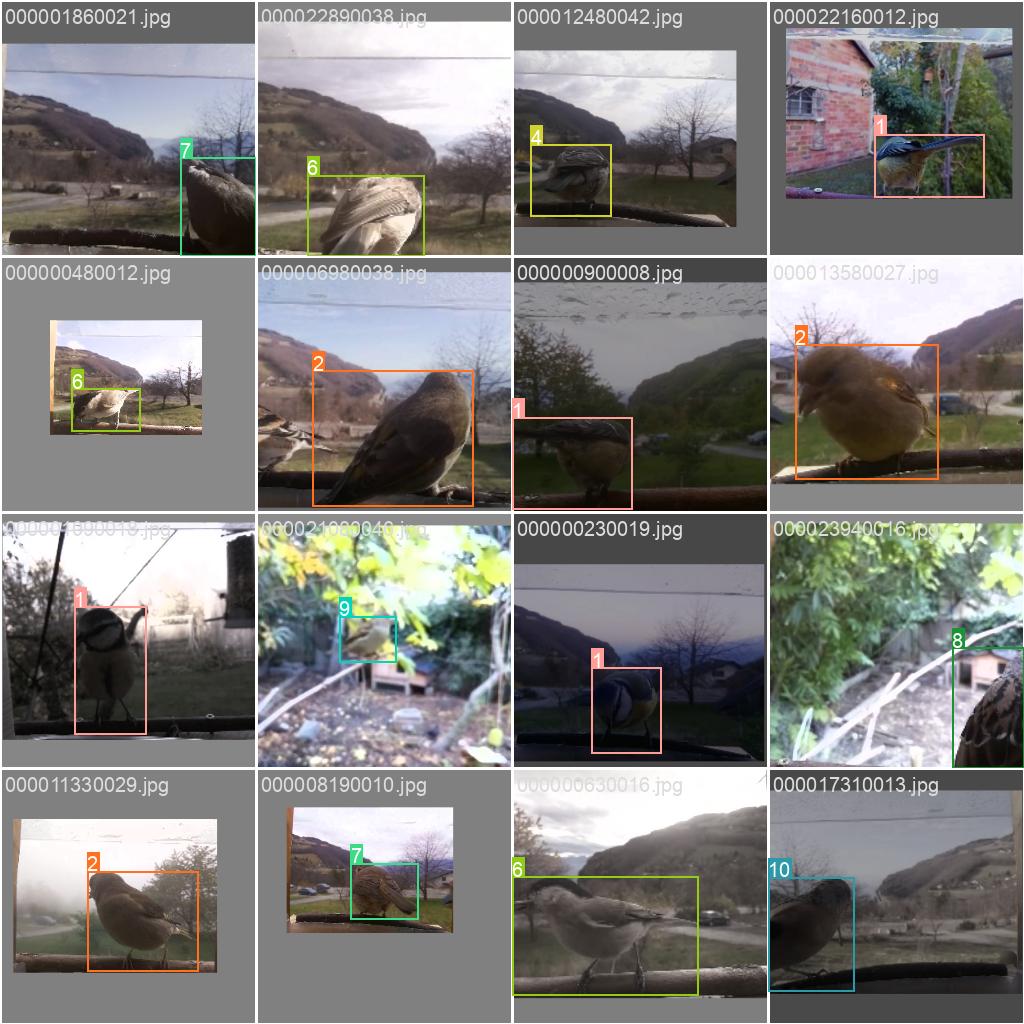 000001860021.jpg
000022890038.jpg
000012480042.jpg
000022160012.jpg
7
6
4
1
000000480012.jpg
000006980038.jpg
000000900008.jpg
000013580027.jpg
6
2
1
2
000000230019.jpg
000023940016.jpg
1
9
1
8
000011330029.jpg
000008190010.jpg
000000630016.jpg
000017310013.jpg
2
7
6
10